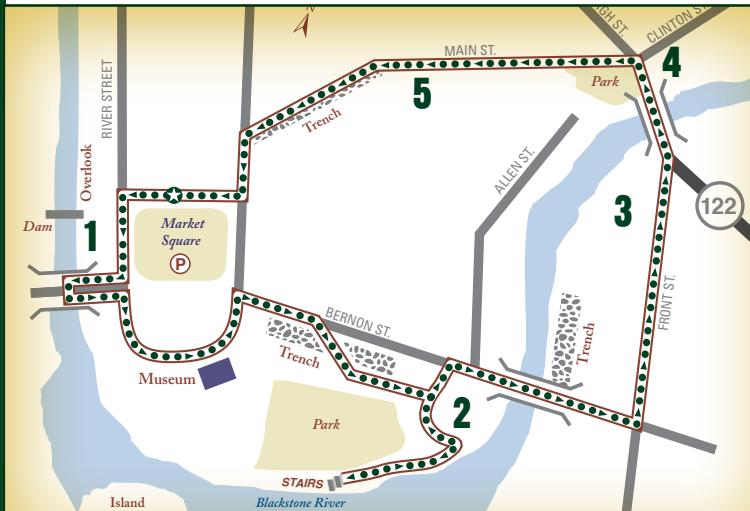 CLINTON ST.
MAIN ST.
4
Park
5
Trench
RIVER STREET
Overlook
ALLEN ST.
122
3
Dam
1
Market
Square
P
FRONT ST.
BERNON ST.
Trench
Trench
Museum
2
Park
STAIRS
Island
Blackstone River